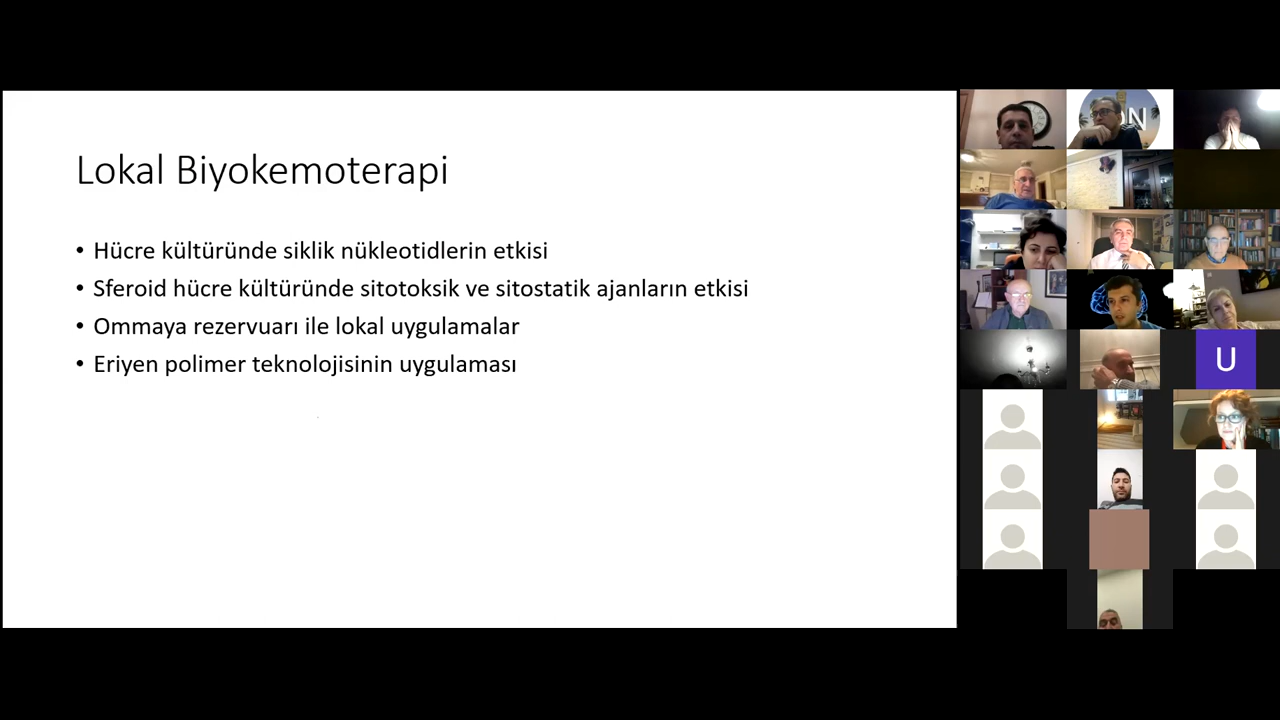 Lokal Biyokemoterapi
• Hücre kültüründe siklik nükleotidlerin etkisi
• Sferoid hücre kültüründe sitotoksik ve sitostatik ajanların etkisi
• Ommaya rezervuarı ile lokal uygulamalar
• Eriyen polimer teknolojisinin uygulaması
N
U